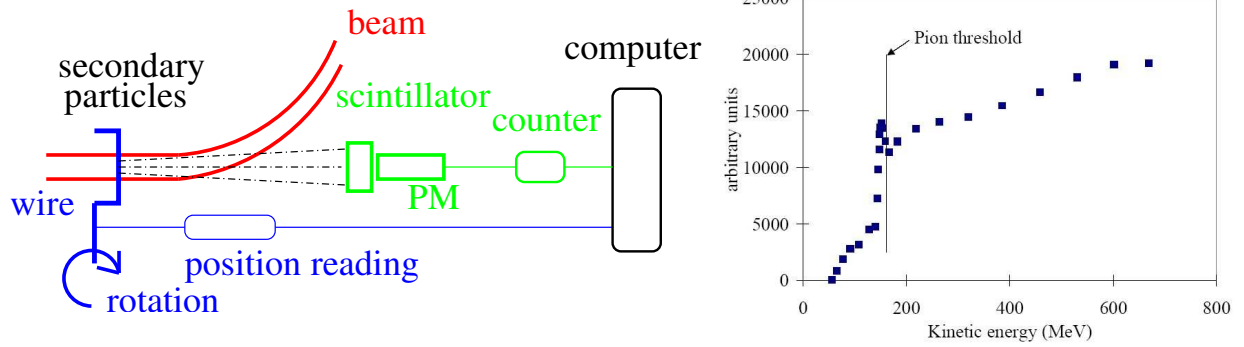 beam
secondary
particles
computer
scintillator
counter
PM
wire
position reading
rotation
25000
20000
15000
10000
5000
0
arbitrary units
Pion threshold
0 200 400 600 800
Kinetic energy (MeV)